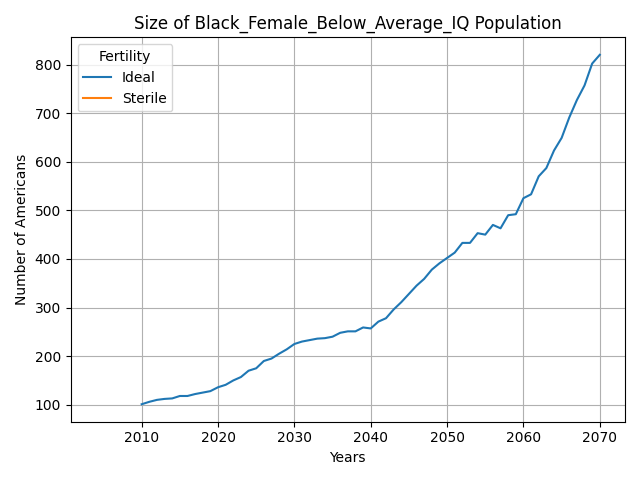 Size of Black_Female_Below_Average_IQ Population
Fertility
Ideal
Sterile
Number of Americans
800
700
600
500
400
300
200
100
2010 2020 2030 2040 2050 2060 2070
Years